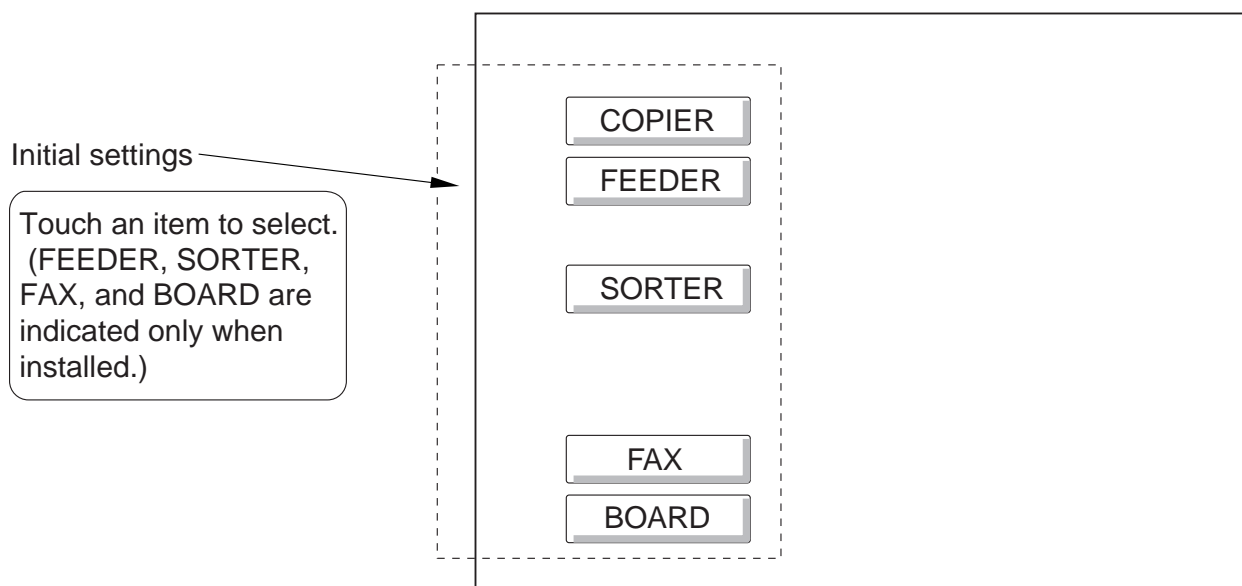 Initial settings
Touch an item to select.
(FEEDER, SORTER,
FAX, and BOARD are
indicated only when
installed.)
COPIER
FEEDER
SORTER
FAX
BOARD